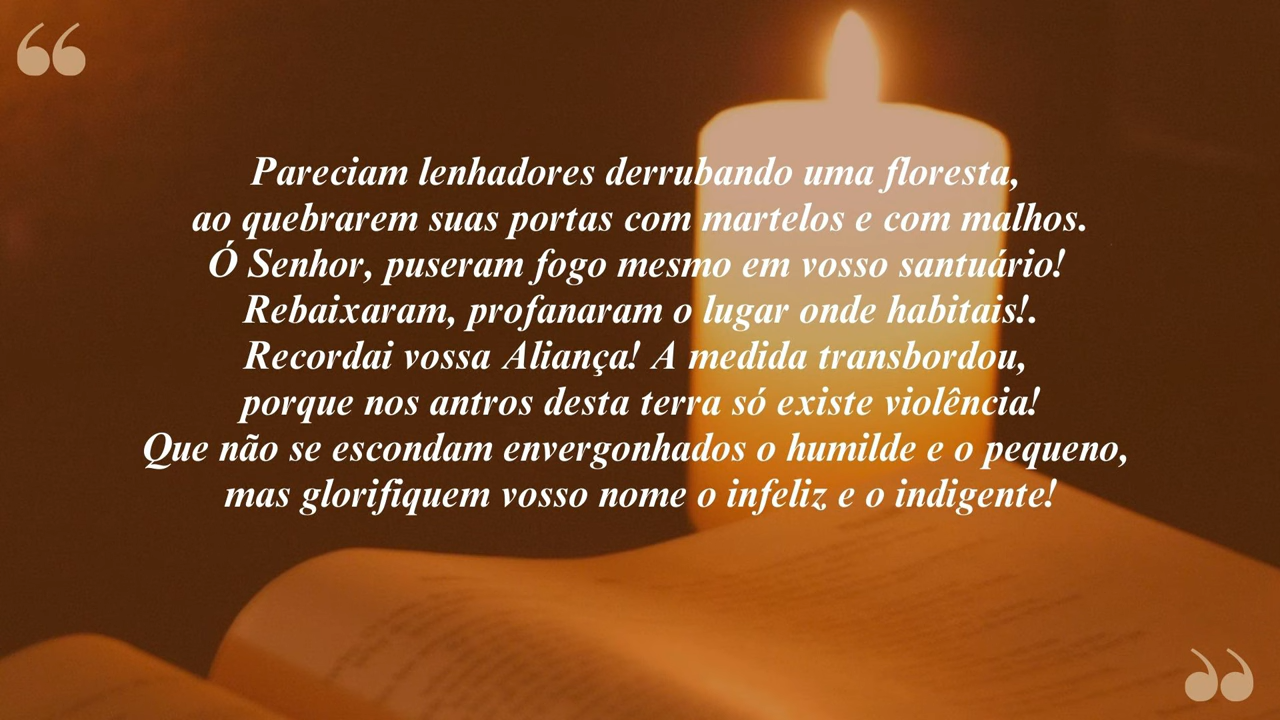 Pareciam lenhadores derrubando uma floresta,
ao quebrarem suas portas com martelos e com malhos.
Ó Senhor, puseram fogo mesmo em vosso santuário!
Rebaixaram, profanaram o lugar onde habitais!.
Recordai vossa Aliança! A medida transbordou,
porque nos antros desta terra só existe violência!
Que não se escondam envergonhados o humilde e o pequeno,
mas glorifiquem vosso nome o infeliz e o indigente!